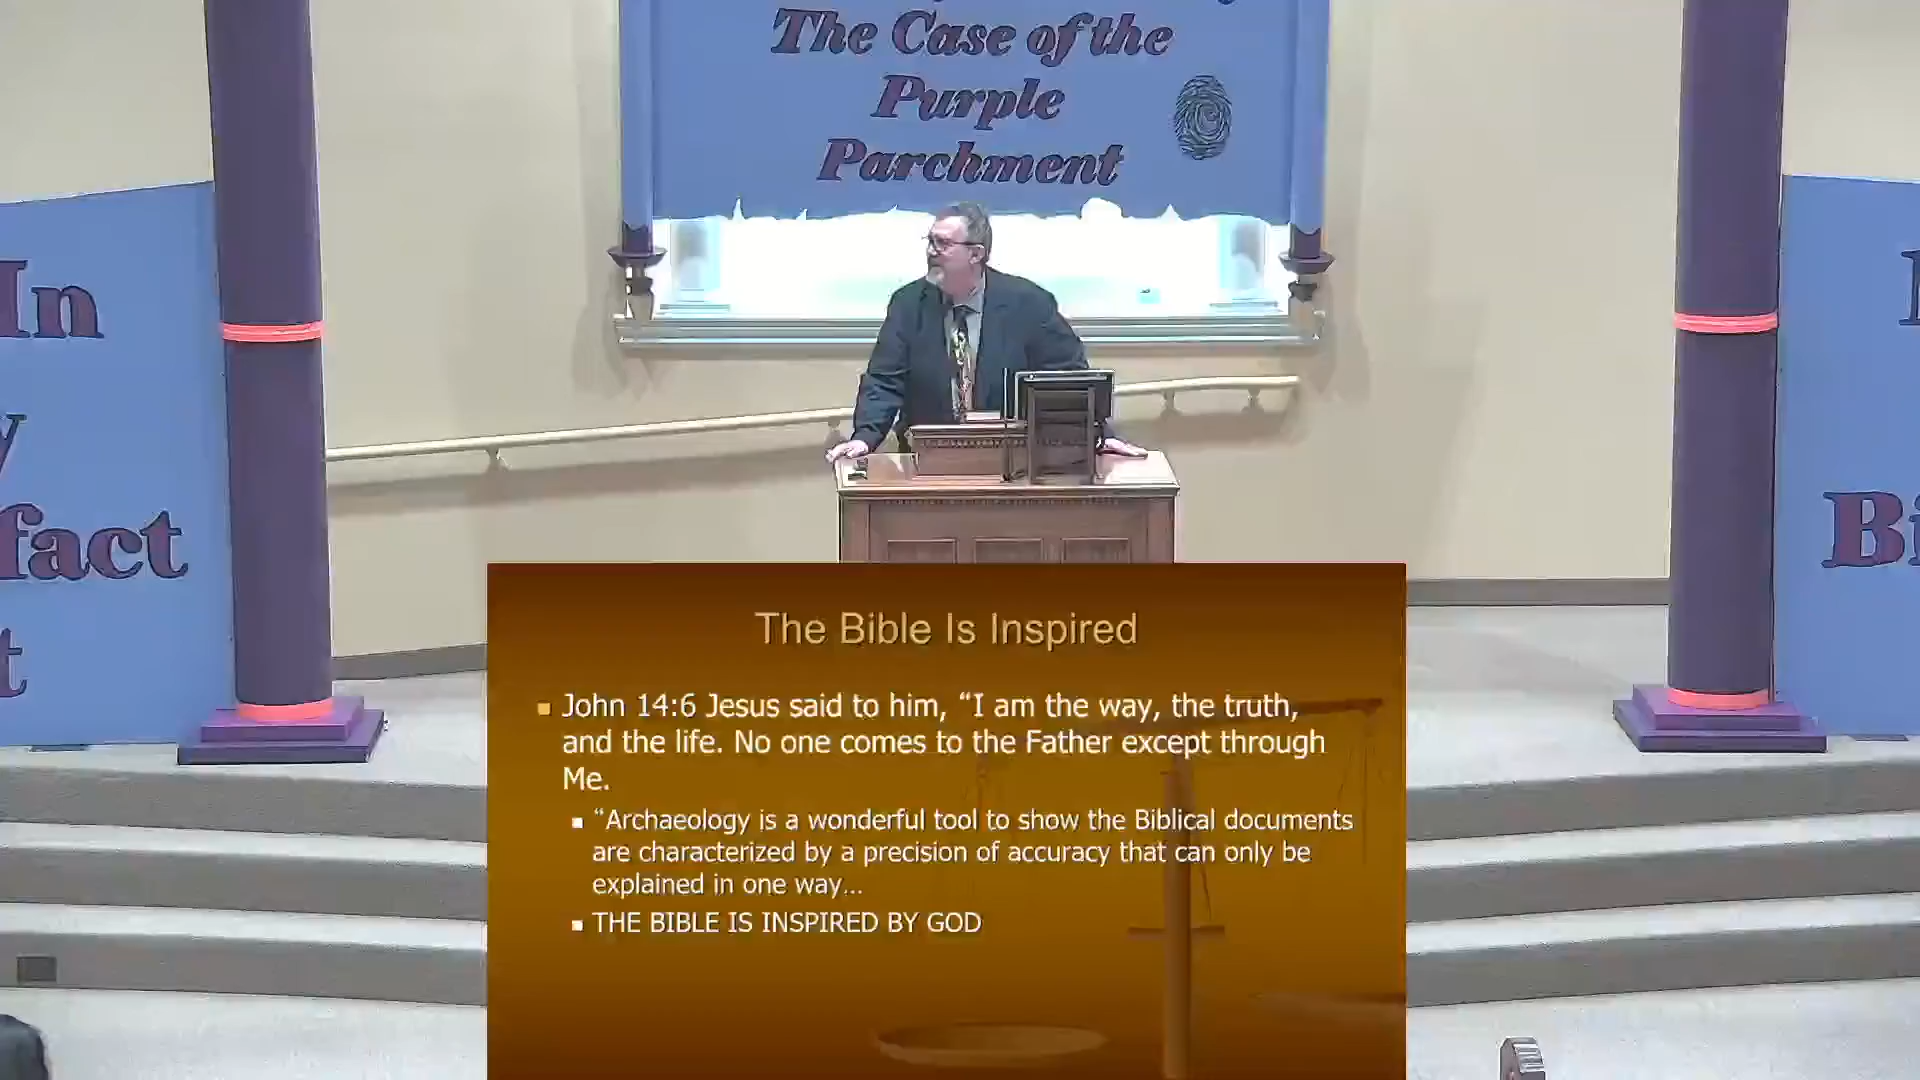 The Case of the
Purple
Parchment
In
y
fact
t
Bi
The Bible Is Inspired
John 14:6 Jesus said to him, “I am the way, the truth,
and the life. No one comes to the Father except through
Me.
“Archaeology is a wonderful tool to show the Biblical documents
are characterized by a precision of accuracy that can only be
explained in one way…
THE BIBLE IS INSPIRED BY GOD